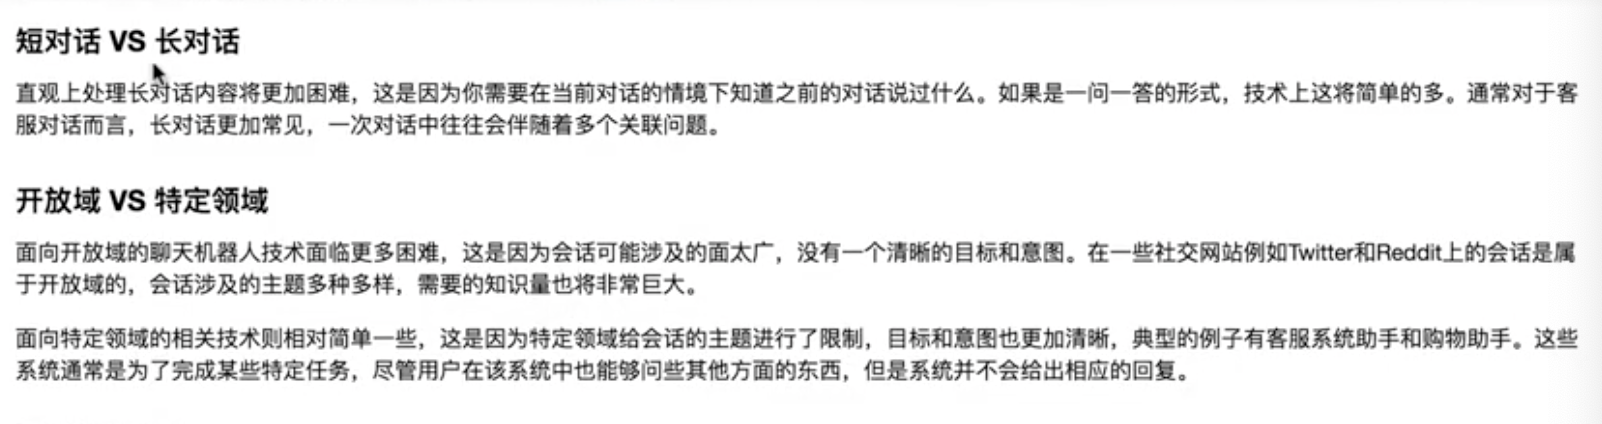 短对话 VS 长对话
直观上处理长对话内容将更加困难，这是因为你需要在当前对话的情境下知道之前的对话说过什么。如果是一问一答的形式，技术上这将简单的多。通常对于客
服对话而言，长对话更加常见，一次对话中往往会伴随着多个关联问题。
开放域 VS 特定领域
面向开放域的聊天机器人技术面临更多困难，这是因为会话可能涉及的面太广，没有一个清晰的目标和意图。在一些社交网站例如Twitter和Reddit上的会话是属
于开放域的，会话涉及的主题多种多样，需要的知识量也将非常巨大。
面向特定领域的相关技术则相对简单一些，这是因为特定领域给会话的主题进行了限制，目标和意图也更加清晰，典型的例子有客服系统助手和购物助手。这些
系统通常是为了完成某些特定任务，尽管用户在该系统中也能够问些其他方面的东西，但是系统并不会给出相应的回复。